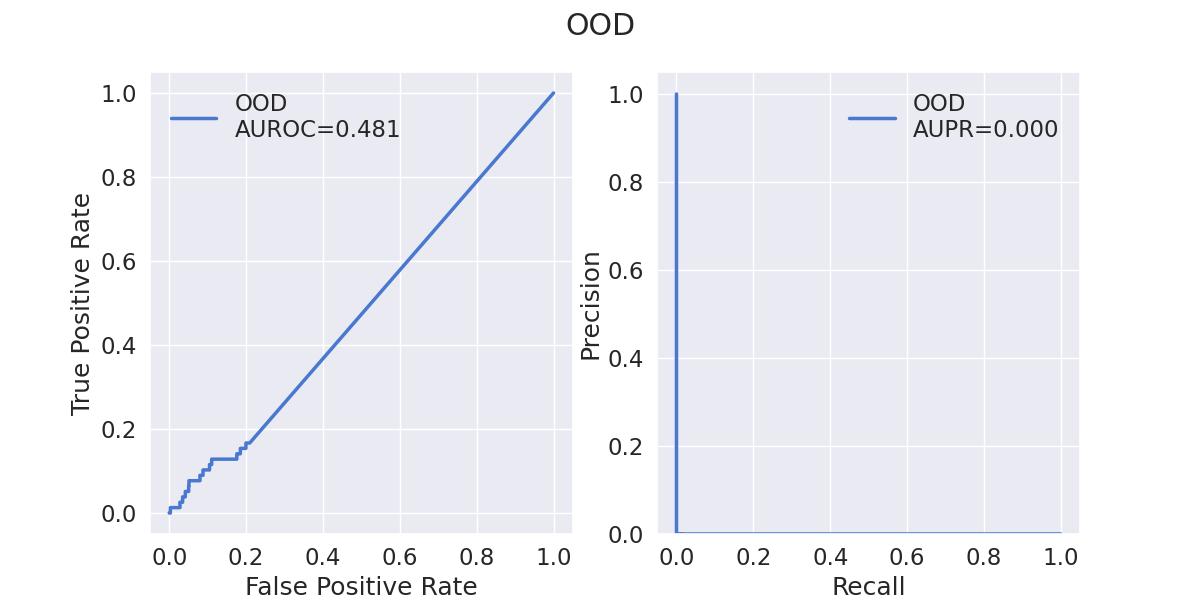 OOD
OOD
AUROC=0.481
True Positive Rate
1.0
0.8
0.6
0.4
0.2
0.0
0.0 0.2 0.4 0.6 0.8 1.0
False Positive Rate
OOD
AUPR=0.000
Precision
1.0
0.8
0.6
0.4
0.2
0.0
0.0 0.2 0.4 0.6 0.8 1.0
Recall